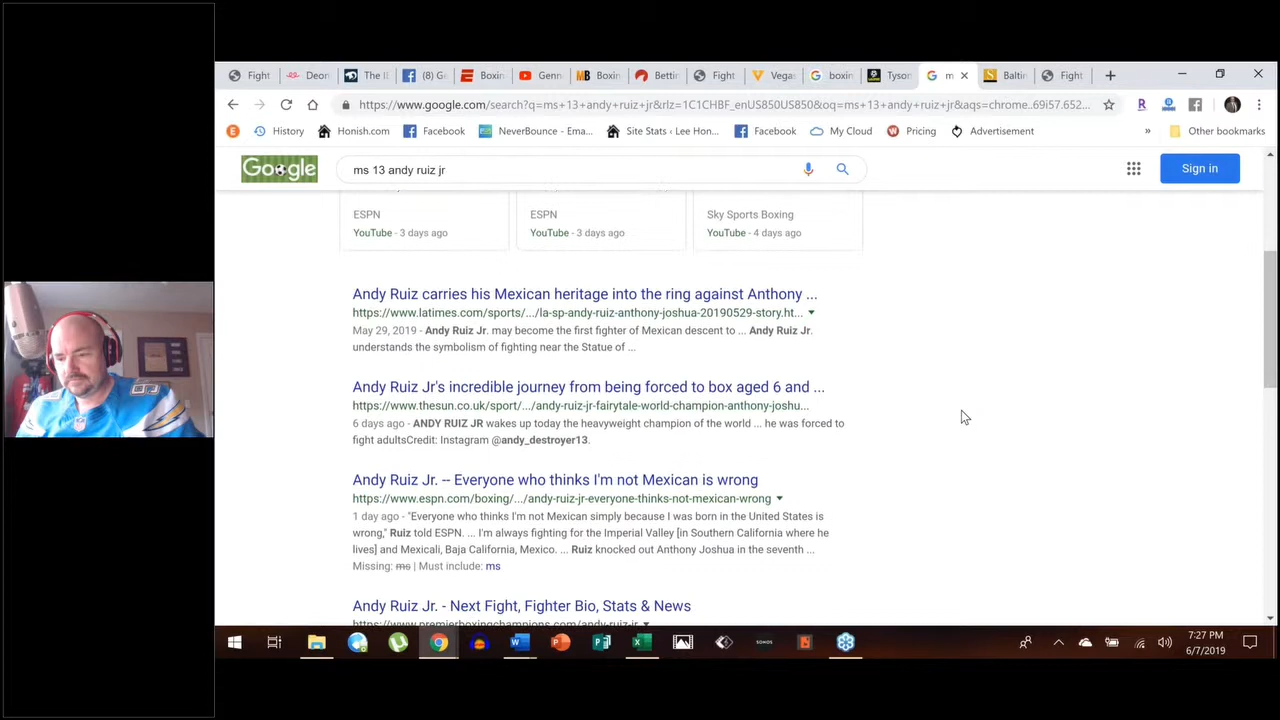 Fight
Deon
The I
(8) G
Boxin
Genn
Boxin
Bettin
Fight
Vegas
boxin
Tyson
m
Baltin
Fight
https://www.google.com/search?q=ms+13+andy+ruiz+jr&rlz=1C1CHBF_enUS850US850&oq=ms+13+andy+ruiz+jr&aqs=chrome..69i57.652...
History
Honish.com
Facebook
NeverBounce - Ema...
Site Stats ‹ Lee Hon...
Facebook
My Cloud
Pricing
Advertisement
»
Other bookmarks
Google
ms 13 andy ruiz jr
Sign in
ESPN
YouTube - 3 days ago
ESPN
YouTube - 3 days ago
Sky Sports Boxing
YouTube - 4 days ago
Andy Ruiz carries his Mexican heritage into the ring against Anthony ...
https://www.latimes.com/sports/.../la-sp-andy-ruiz-anthony-joshua-20190529-story.ht...
May 29, 2019 - Andy Ruiz Jr. may become the first fighter of Mexican descent to ... Andy Ruiz Jr.
understands the symbolism of fighting near the Statue of ...
Andy Ruiz Jr's incredible journey from being forced to box aged 6 and ...
https://www.thesun.co.uk/sport/.../andy-ruiz-jr-fairytale-world-champion-anthony-joshu...
6 days ago - ANDY RUIZ JR wakes up today the heavyweight champion of the world ... he was forced to
fight adultsCredit: Instagram @andy_destroyer13.
Andy Ruiz Jr. -- Everyone who thinks I'm not Mexican is wrong
https://www.espn.com/boxing/.../andy-ruiz-jr-everyone-thinks-not-mexican-wrong
1 day ago - "Everyone who thinks I'm not Mexican simply because I was born in the United States is
wrong," Ruiz told ESPN. ... I'm always fighting for the Imperial Valley [in Southern California where he
lives] and Mexicali, Baja California, Mexico. ... Ruiz knocked out Anthony Joshua in the seventh ...
Missing: ms | Must include: ms
Andy Ruiz Jr. - Next Fight, Fighter Bio, Stats & News
https://www.premierboxingchampions.com/andy-ruiz-jr
7:27 PM
6/7/2019